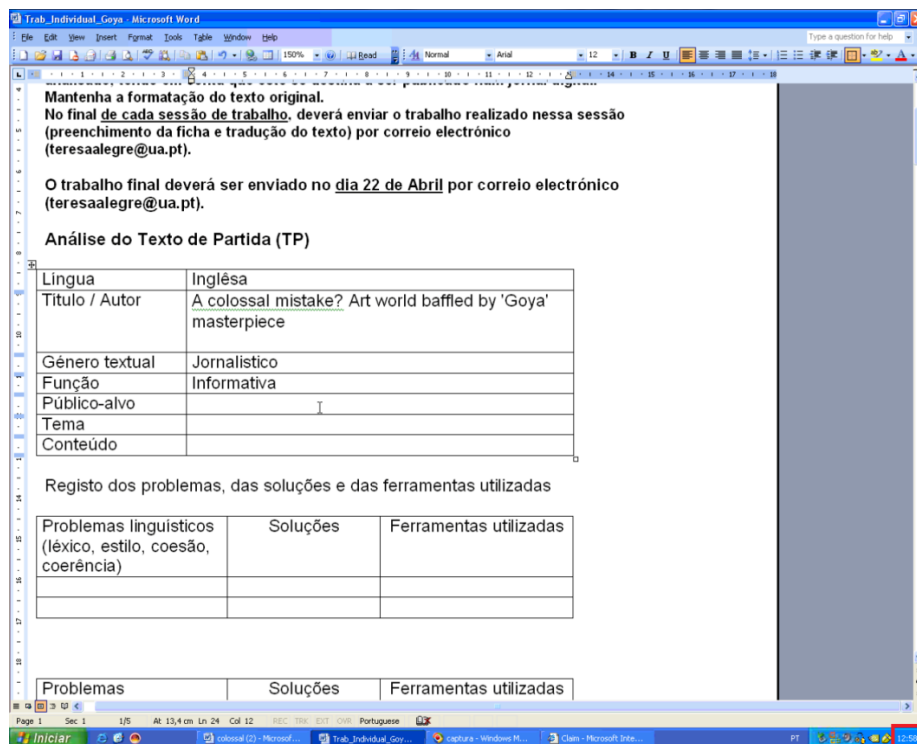 Trab_Individual_Goya - Microsoft Word
File Edit View Insert Format Tools Table Window Help
Type a question for help
150% Read Normal Arial 12 B I U
Mantenha a formatação do texto original.
No final de cada sessão de trabalho, deverá enviar o trabalho realizado nessa sessão
(preenchimento da ficha e tradução do texto) por correio electrónico
(teresaalegre@ua.pt).
O trabalho final deverá ser enviado no dia 22 de Abril por correio electrónico
(teresaalegre@ua.pt).
Análise do Texto de Partida (TP)
Lingua Inglêsa
Titulo / Autor A colossal mistake? Art world baffled by 'Goya'
masterpiece
Género textual Jornalistico
Função Informativa
Público-alvo
Tema
Conteúdo
Registo dos problemas, das soluções e das ferramentas utilizadas
Problemas linguísticos Soluções Ferramentas utilizadas
(léxico, estilo, coesão,
coerência)
Problemas Soluções Ferramentas utilizadas
Page 1 Sec 1 1/5 At 13,4 cm Ln 24 Col 12 REC TRK EXT OVR Portuguese
Iniciar colossal (2) - Microsof... Trab_Individual_Goy... captura - Windows M... Claim - Microsoft Inte... PT 12:58